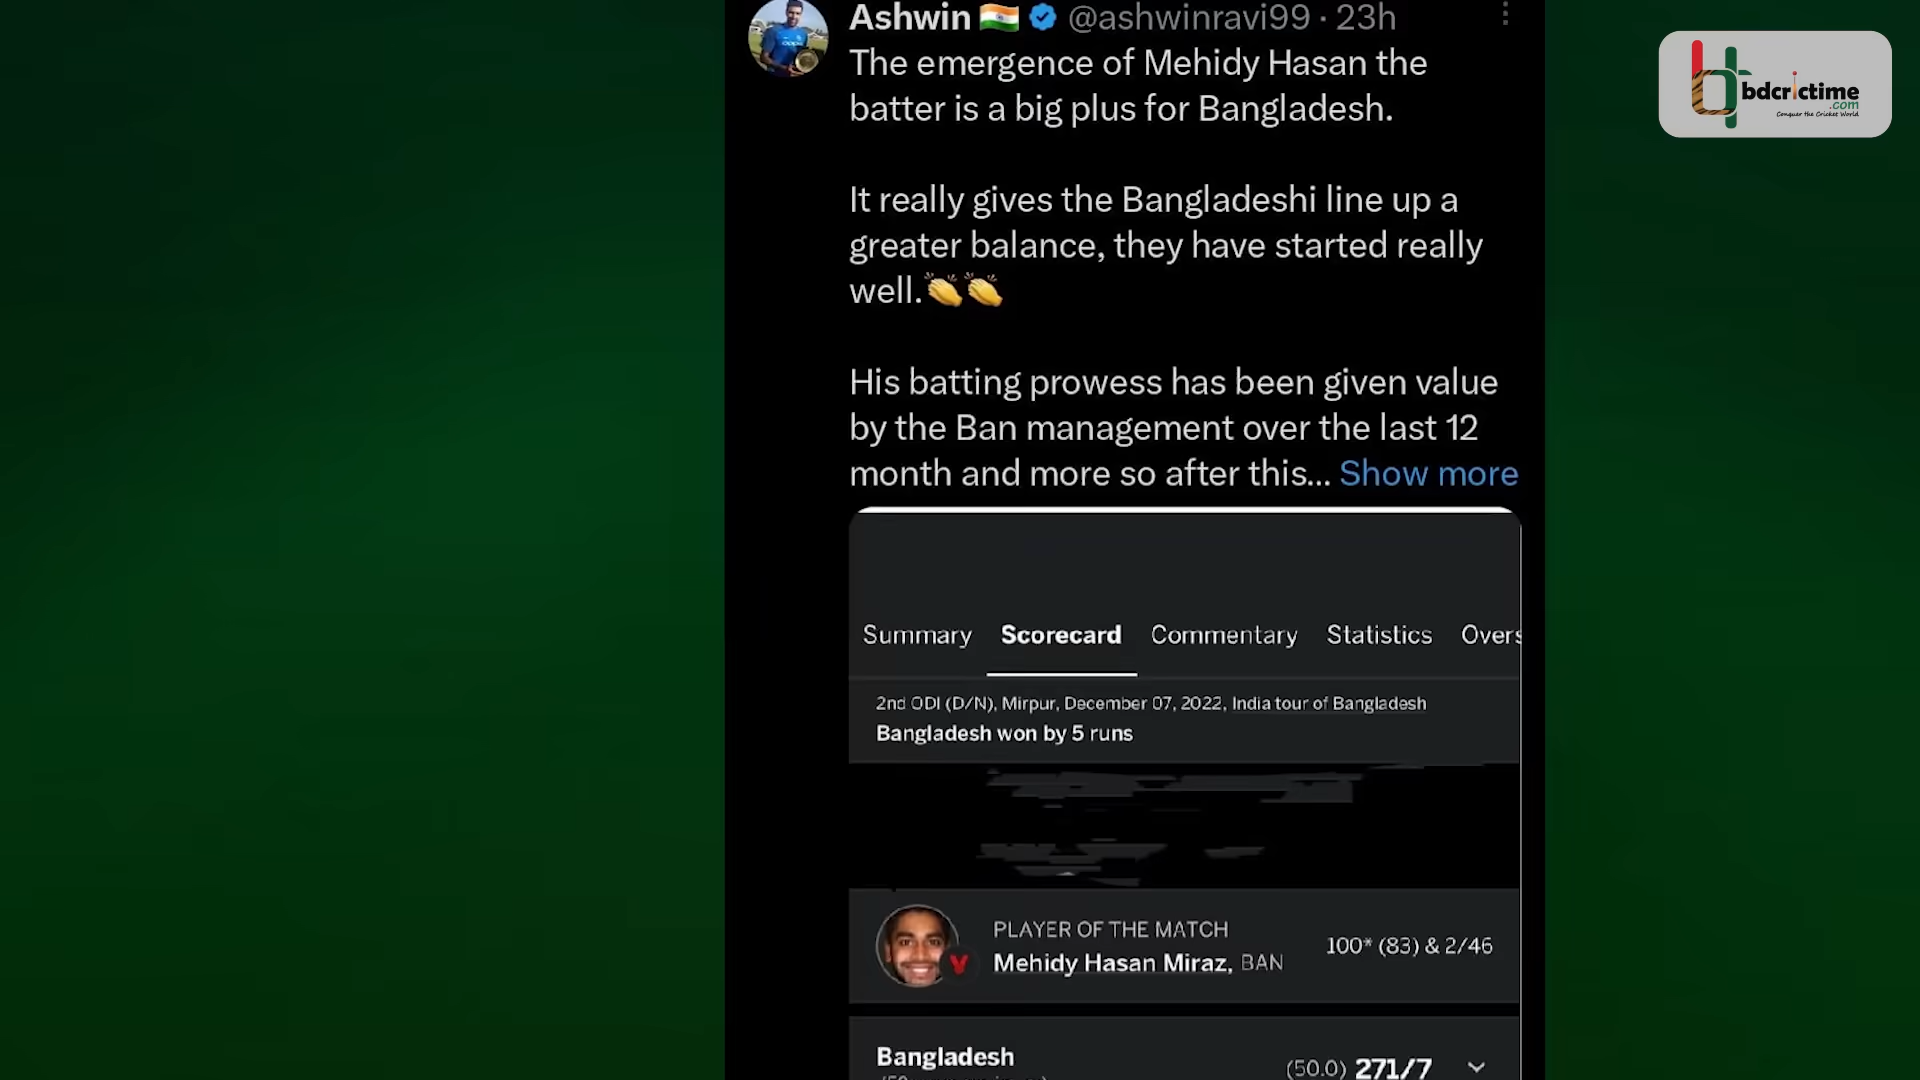 Ashwin @ashwinravi99 · 23h
The emergence of Mehidy Hasan the
batter is a big plus for Bangladesh.
It really gives the Bangladeshi line up a
greater balance, they have started really
well.
His batting prowess has been given value
by the Ban management over the last 12
month and more so after this... Show more
Summary Scorecard Commentary Statistics Overs
2nd ODI (D/N), Mirpur, December 07, 2022, India tour of Bangladesh
Bangladesh won by 5 runs
PLAYER OF THE MATCH
Mehidy Hasan Miraz, BAN
100* (83) & 2/46
Bangladesh
(50.0) 271/7
bdcrictime
.com
Conquer the Cricket World